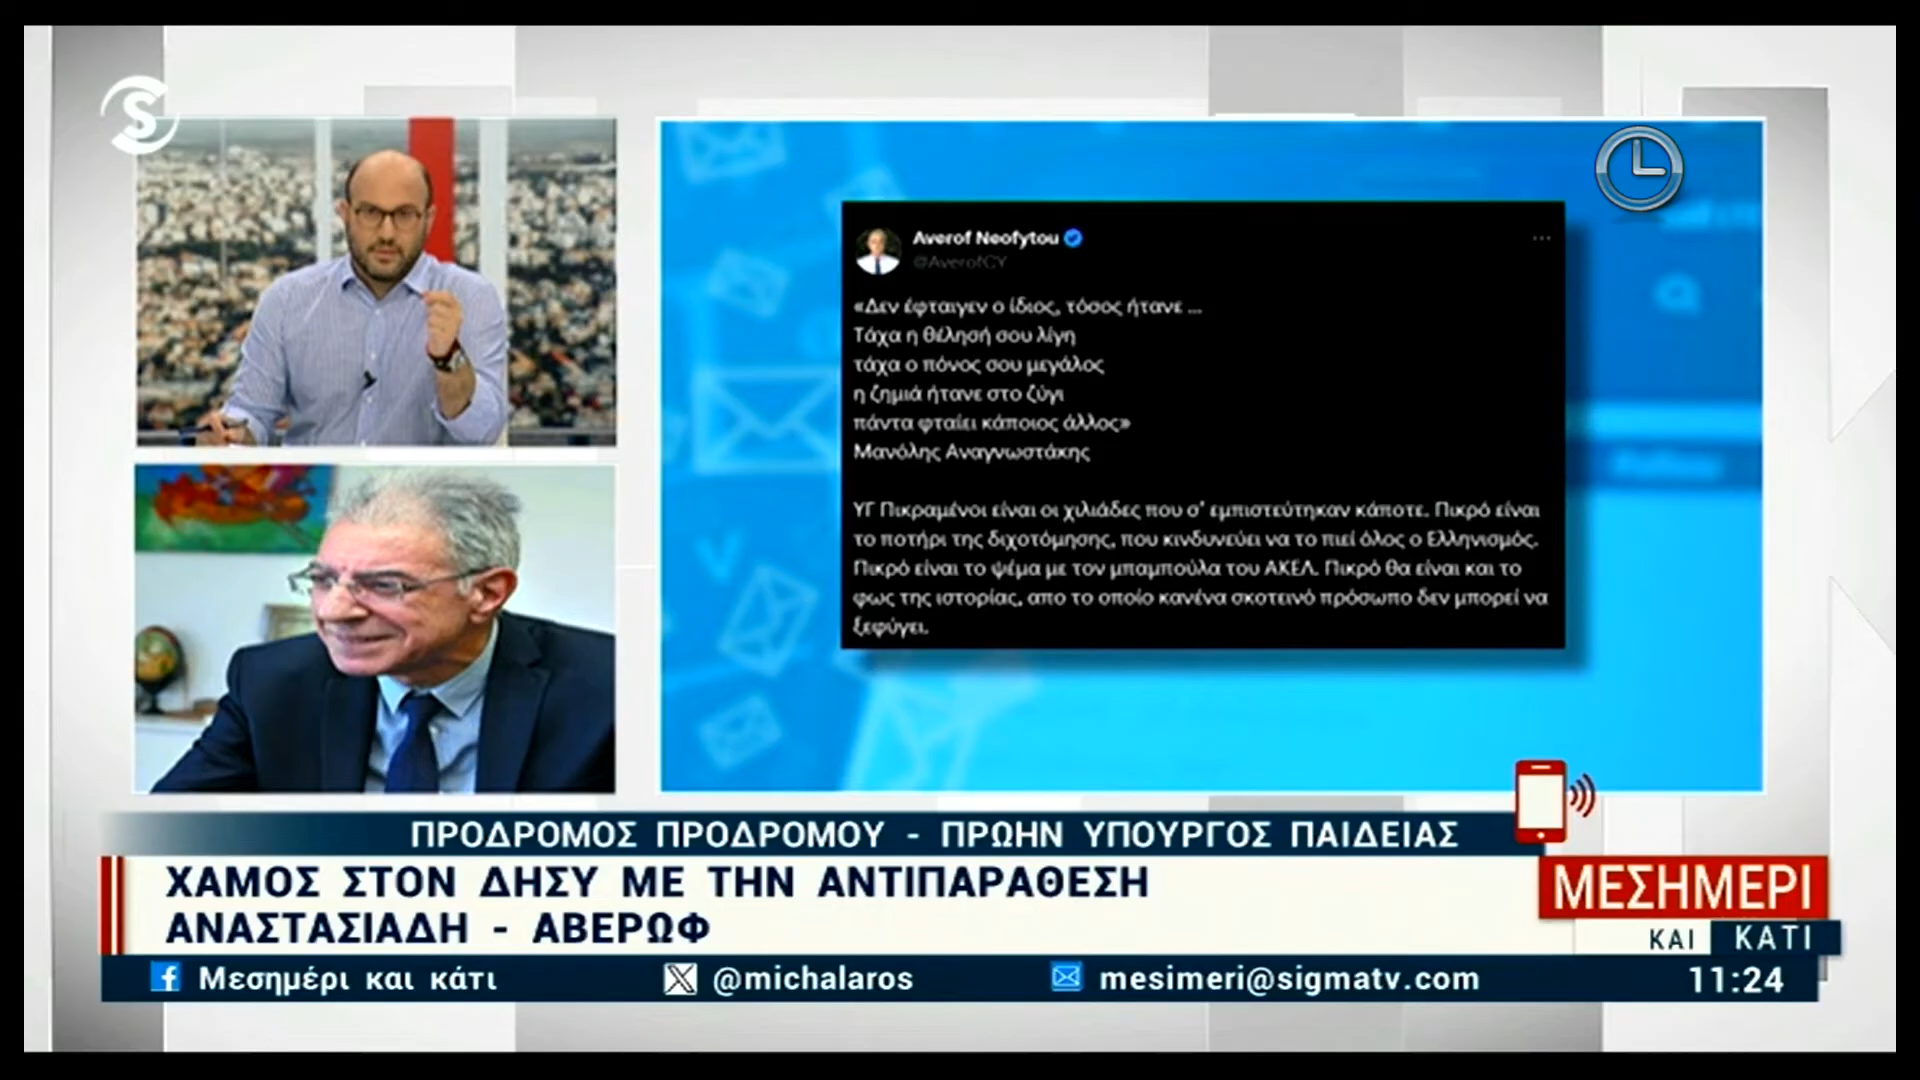 S
Averof Neofytou
@AverofCY
«Δεν έφταιγεν ο ίδιος, τόσος ήτανε ...
Τάχα η θέλησή σου λίγη
τάχα ο πόνος σου μεγάλος
η ζημιά ήτανε στο ζύγι
πάντα φταίει κάποιος άλλος»
Μανόλης Αναγνωστάκης
ΥΓ Πικραμένοι είναι οι χιλιάδες που σ' εμπιστεύτηκαν κάποτε. Πικρό είναι
το ποτήρι της διχοτόμησης, που κινδυνεύει να το πιεί όλος ο Ελληνισμός.
Πικρό είναι το ψέμα με τον μπαμπούλα του ΑΚΕΛ. Πικρό θα είναι και το
φως της ιστορίας, απο το οποίο κανένα σκοτεινό πρόσωπο δεν μπορεί να
ξεφύγει.
ΠΡΟΔΡΟΜΟΣ ΠΡΟΔΡΟΜΟΥ - ΠΡΩΗΝ ΥΠΟΥΡΓΟΣ ΠΑΙΔΕΙΑΣ
ΧΑΜΟΣ ΣΤΟΝ ΔΗΣΥ ΜΕ ΤΗΝ ΑΝΤΙΠΑΡΑΘΕΣΗ
ΑΝΑΣΤΑΣΙΑΔΗ - ΑΒΕΡΩΦ
ΜΕΣΗΜΕΡΙ
ΚΑΙ ΚΑΤΙ
Μεσημέρι και κάτι @michalaros mesimeri@sigmatv.com 11:24